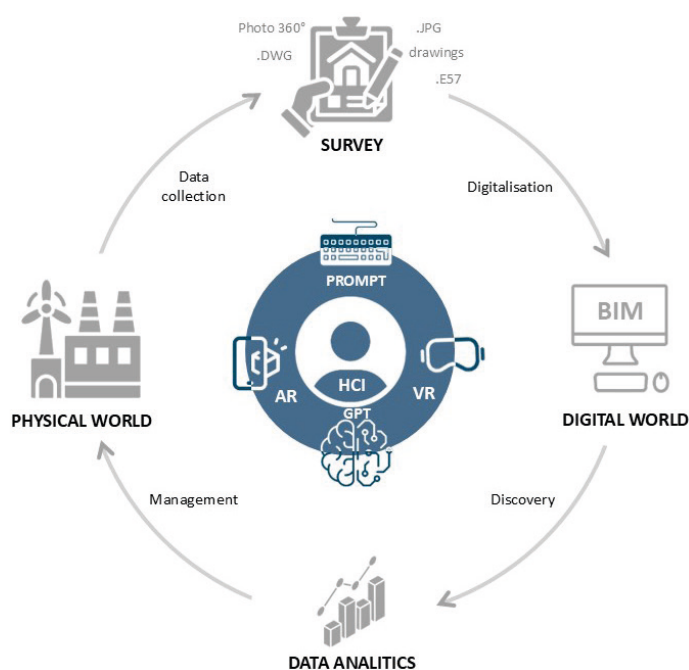 Photo 360°
.JPG
.DWG
drawings
.E57
SURVEY
Data
collection
Digitalisation
PROMPT
BIM
HCI
AR
VR
GPT
PHYSICAL WORLD
DIGITAL WORLD
Management
Discovery
DATA ANALITICS